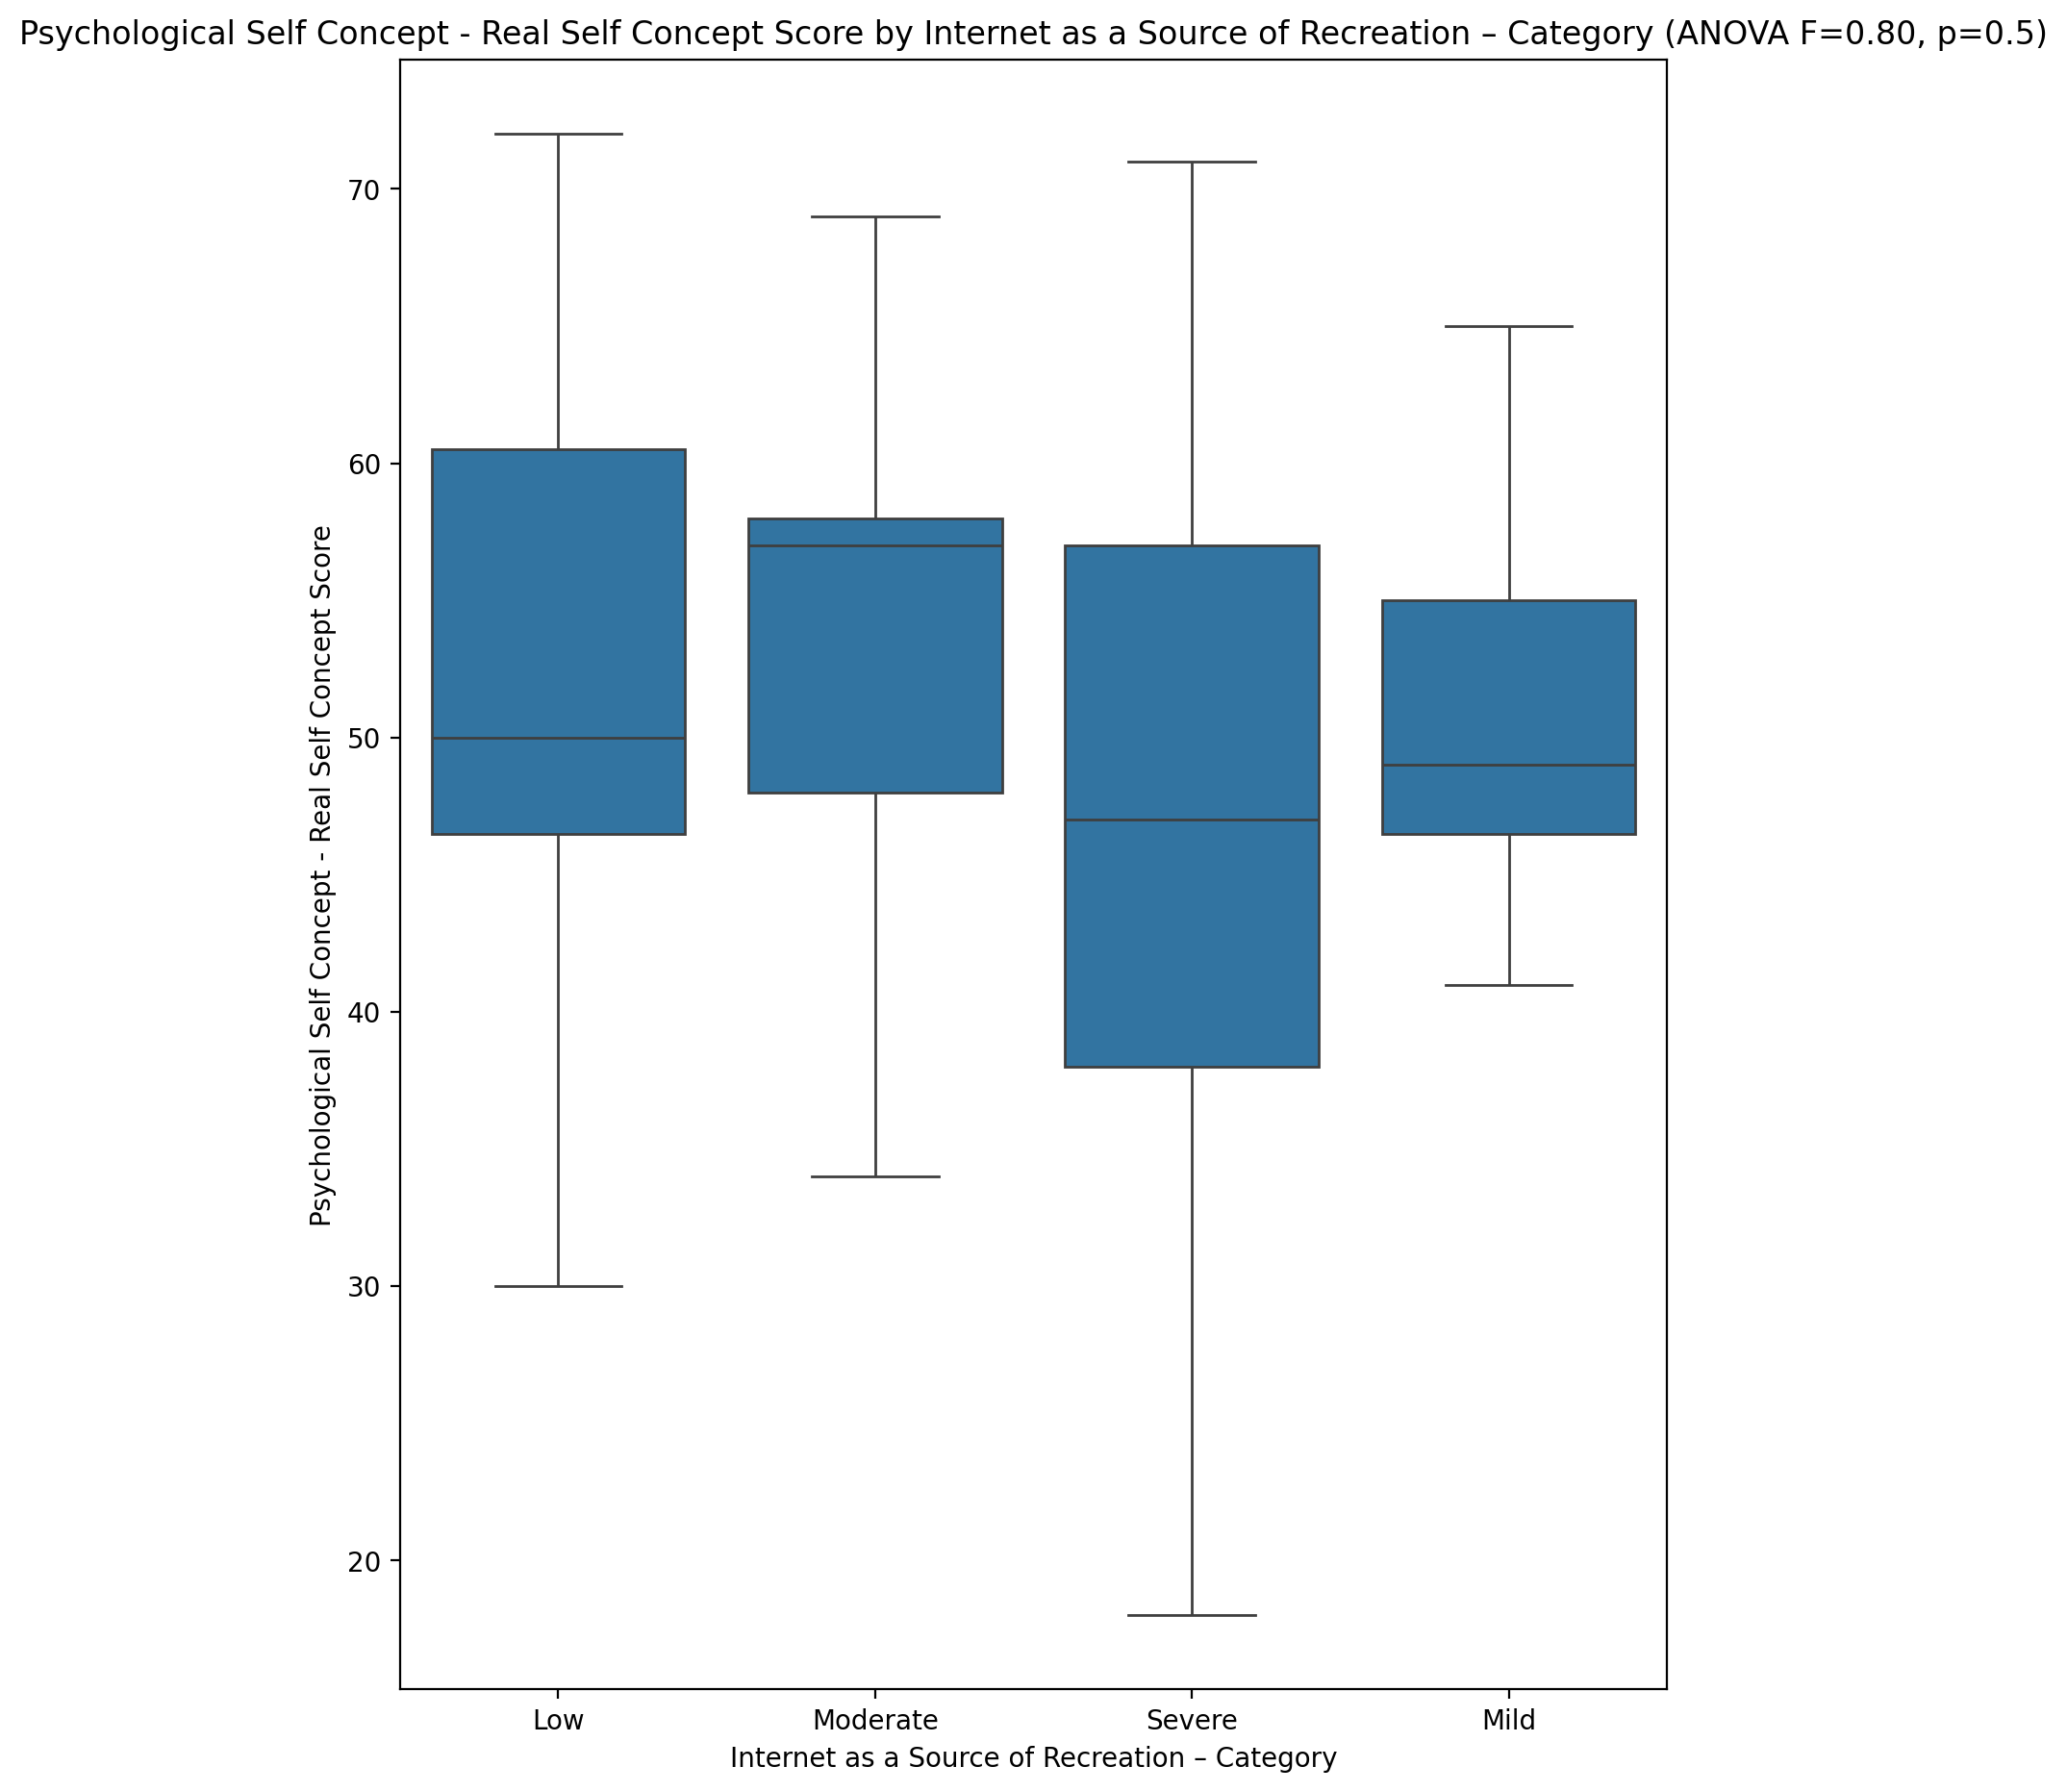 Psychological Self Concept - Real Self Concept Score by Internet as a Source of Recreation – Category (ANOVA F=0.80, p=0.5)
Psychological Self Concept - Real Self Concept Score
70
60
50
40
30
20
Low Moderate Severe Mild
Internet as a Source of Recreation – Category